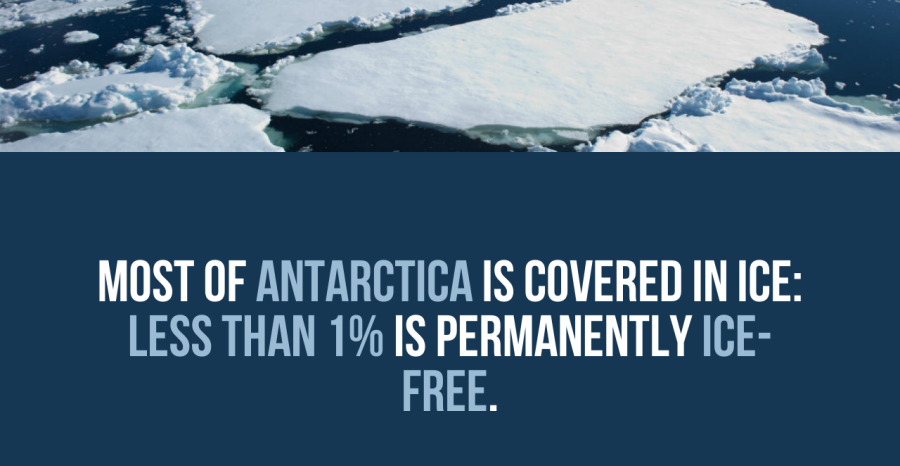 MOST OF ANTARCTICA IS COVERED IN ICE:
LESS THAN 1% IS PERMANENTLY ICE-
FREE.